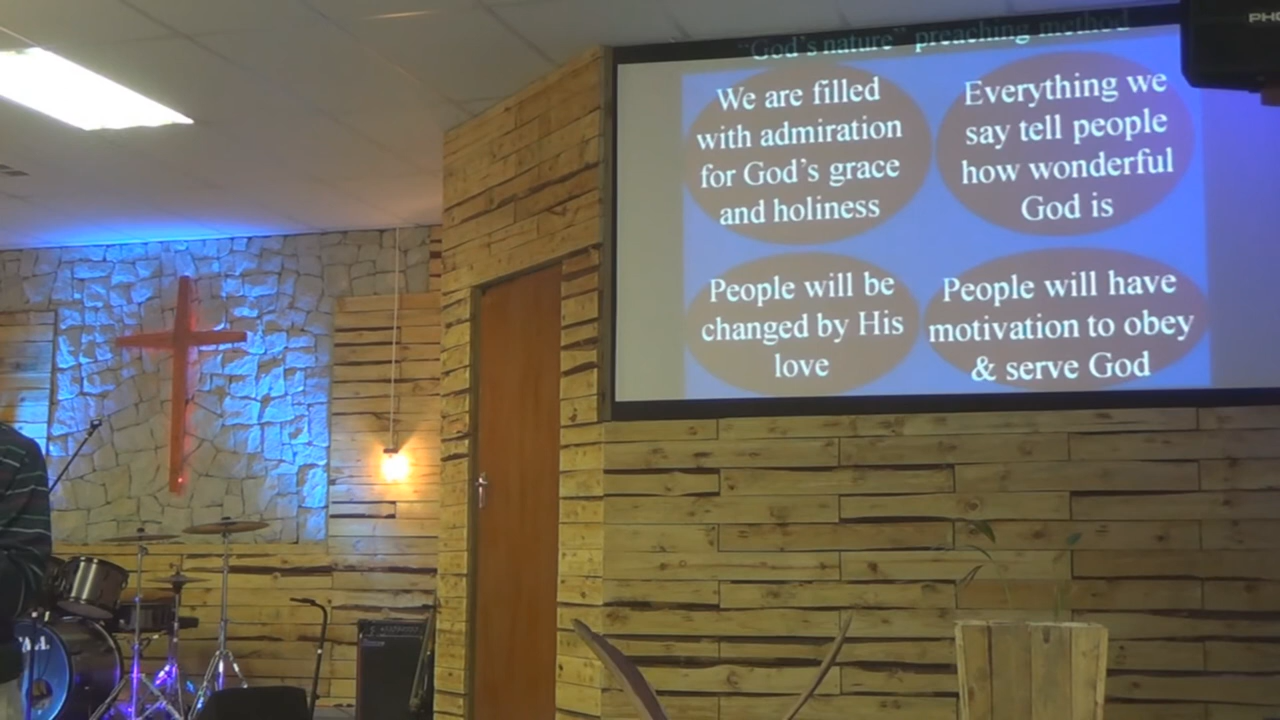 "God's nature" preaching method
We are filled
with admiration
for God's grace
and holiness
Everything we
say tell people
how wonderful
God is
People will be
changed by His
love
People will have
motivation to obey
& serve God